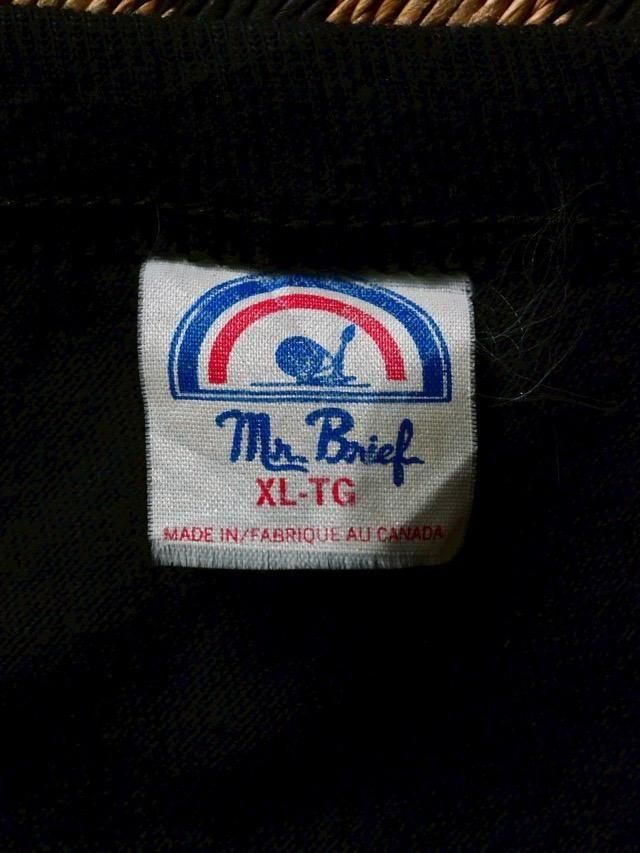 Mr. Brief
XL-TG
MADE IN/FABRIQUE AU CANADA